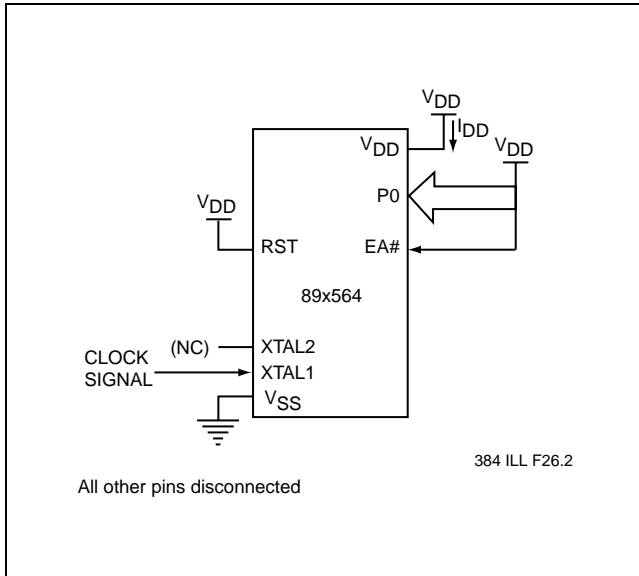 VDD
IDD
VDD
VDD
P0
VDD
RST
EA#
89x564
(NC)
XTAL2
CLOCK
SIGNAL
XTAL1
VSS
384 ILL F26.2
All other pins disconnected